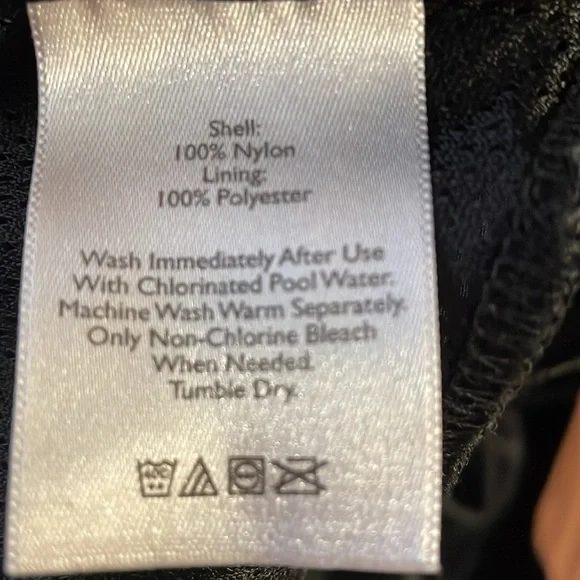 Shell:
100% Nylon
Lining:
100% Polyester
Wash Immediately After Use
With Chlorinated Pool Water.
Machine Wash Warm Separately.
Only Non-Chlorine Bleach
When Needed.
Tumble Dry.